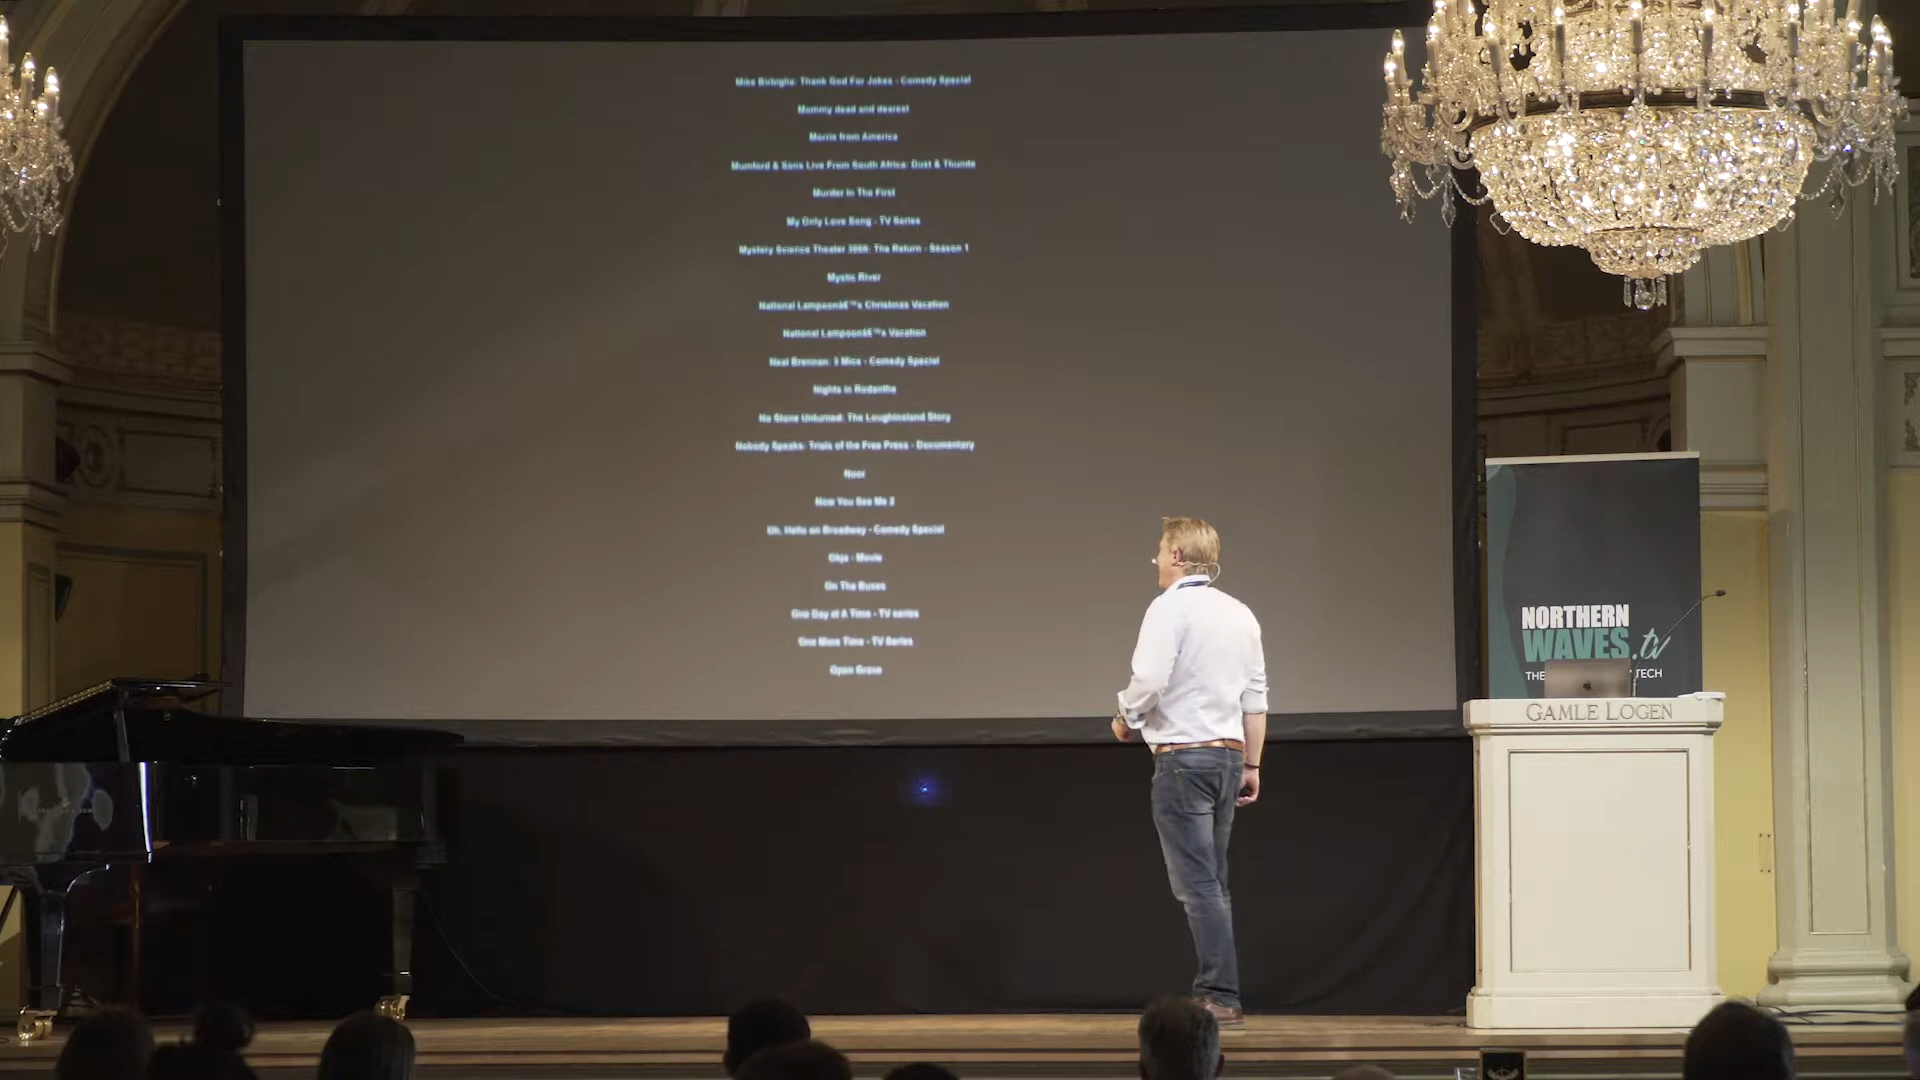 Mike Birbiglia: Thank God For Jokes - Comedy Special
Mommy dead and dearest
Morris from America
Mumford & Sons Live From South Africa: Dust & Thunde
Murder In The First
My Only Love Song - TV Series
Mystery Science Theater 3000: The Return - Season 1
Mystic River
National Lampoonâ€™s Christmas Vacation
National Lampoonâ€™s Vacation
Neal Brennan: 3 Mics - Comedy Special
Nights in Rodanthe
No Stone Unturned: The Loughinsland Story
Nobody Speaks: Trials of the Free Press - Documentary
Noor
Now You See Me 2
Oh, Hello on Broadway - Comedy Special
Okja - Movie
On The Buses
One Day at A Time - TV series
One More Time - TV Series
Open Grave
NORTHERN
WAVES.tv
TECH
GAMLE LOGEN